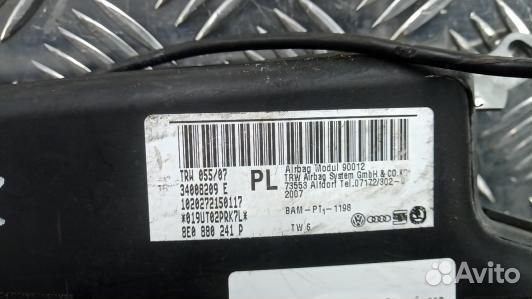 TRW 055/07
34008209 E
1020272150117
*019UT02PRK7L*
8E0 880 241 P
PL
Airbag Modul 90012
TRW Airbag System GmbH & CO.KG
73553 Alfdorf Tel.07172/302-0
2007
BAM-PT1-1198
TW 6
Avito